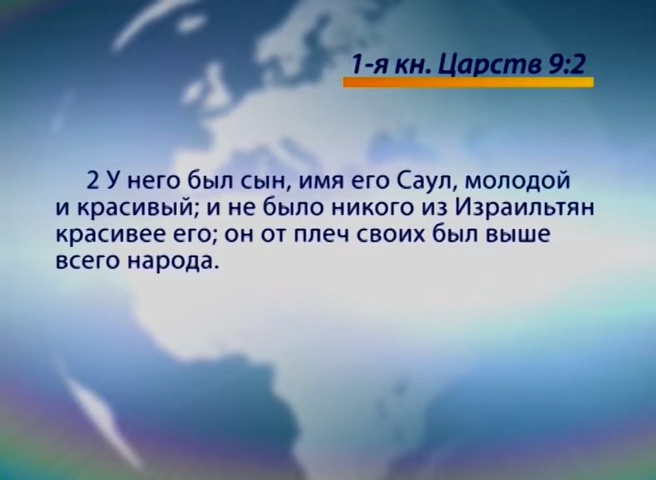 1-я кн. Царств 9:2
2 У него был сын, имя его Саул, молодой
и красивый; и не было никого из Израильтян
красивее его; он от плеч своих был выше
всего народа.